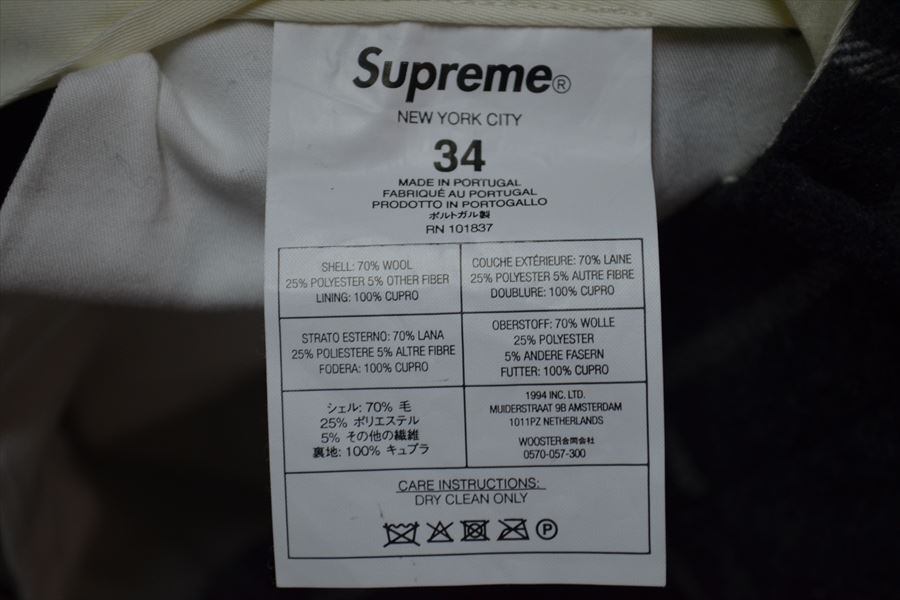 Supreme®
NEW YORK CITY
34
MADE IN PORTUGAL
FABRIQUÉ AU PORTUGAL
PRODOTTO IN PORTOGALLO
ポルトガル製
RN 101837
SHELL: 70% WOOL
25% POLYESTER 5% OTHER FIBER
LINING: 100% CUPRO
COUCHE EXTÉRIEURE: 70% LAINE
25% POLYESTER 5% AUTRE FIBRE
DOUBLURE: 100% CUPRO
STRATO ESTERNO: 70% LANA
25% POLIESTERE 5% ALTRE FIBRE
FODERA: 100% CUPRO
OBERSTOFF: 70% WOLLE
25% POLYESTER
5% ANDERE FASERN
FUTTER: 100% CUPRO
シェル: 70% 毛
25% ポリエステル
5% その他の繊維
裏地: 100% キュプラ
1994 INC. LTD.
MUIDERSTRAAT 9B AMSTERDAM
1011PZ NETHERLANDS
WOOSTER合同会社
0570-057-300
CARE INSTRUCTIONS:
DRY CLEAN ONLY
P